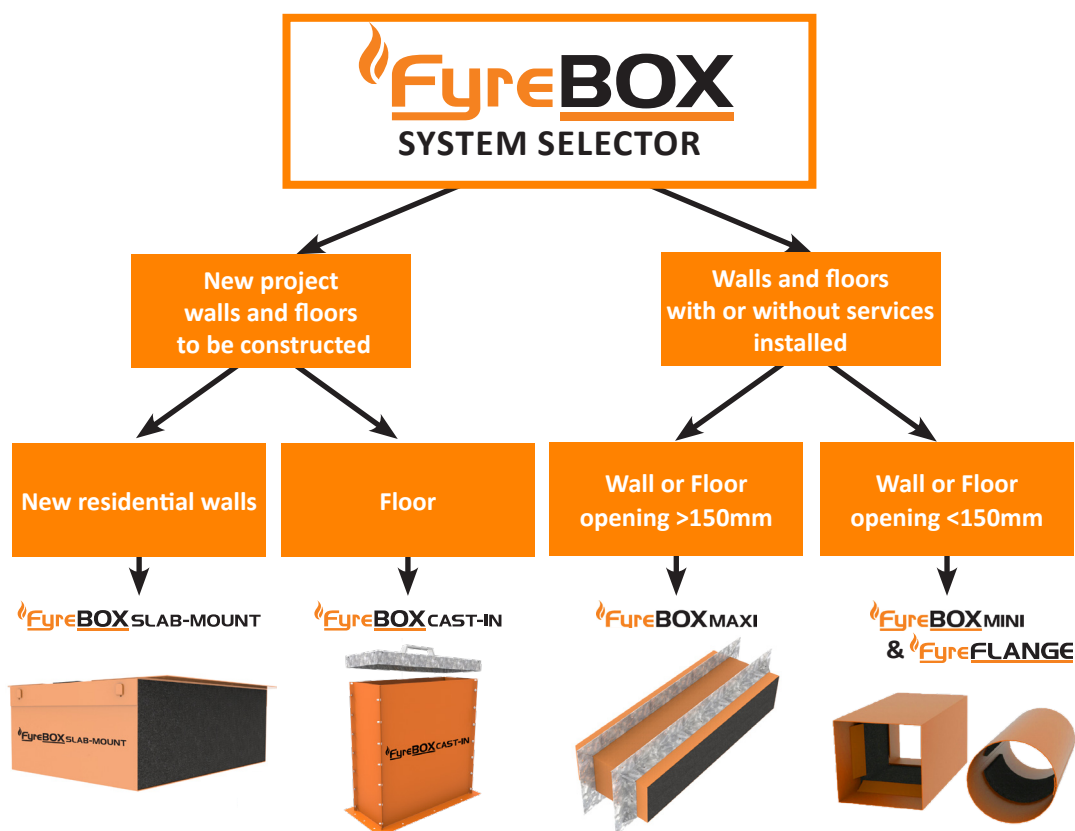 FyreBOX
SYSTEM SELECTOR
New project
walls and floors
to be constructed
Walls and floors
with or without services
installed
New residential walls
Floor
Wall or Floor
opening >150mm
Wall or Floor
opening <150mm
FyreBOX SLAB-MOUNT
FyreBOX CAST-IN
FyreBOX MAXI
FyreBOX MINI
& FyreFLANGE
FyreBOX SLAB-MOUNT
FyreBOX CAST-IN